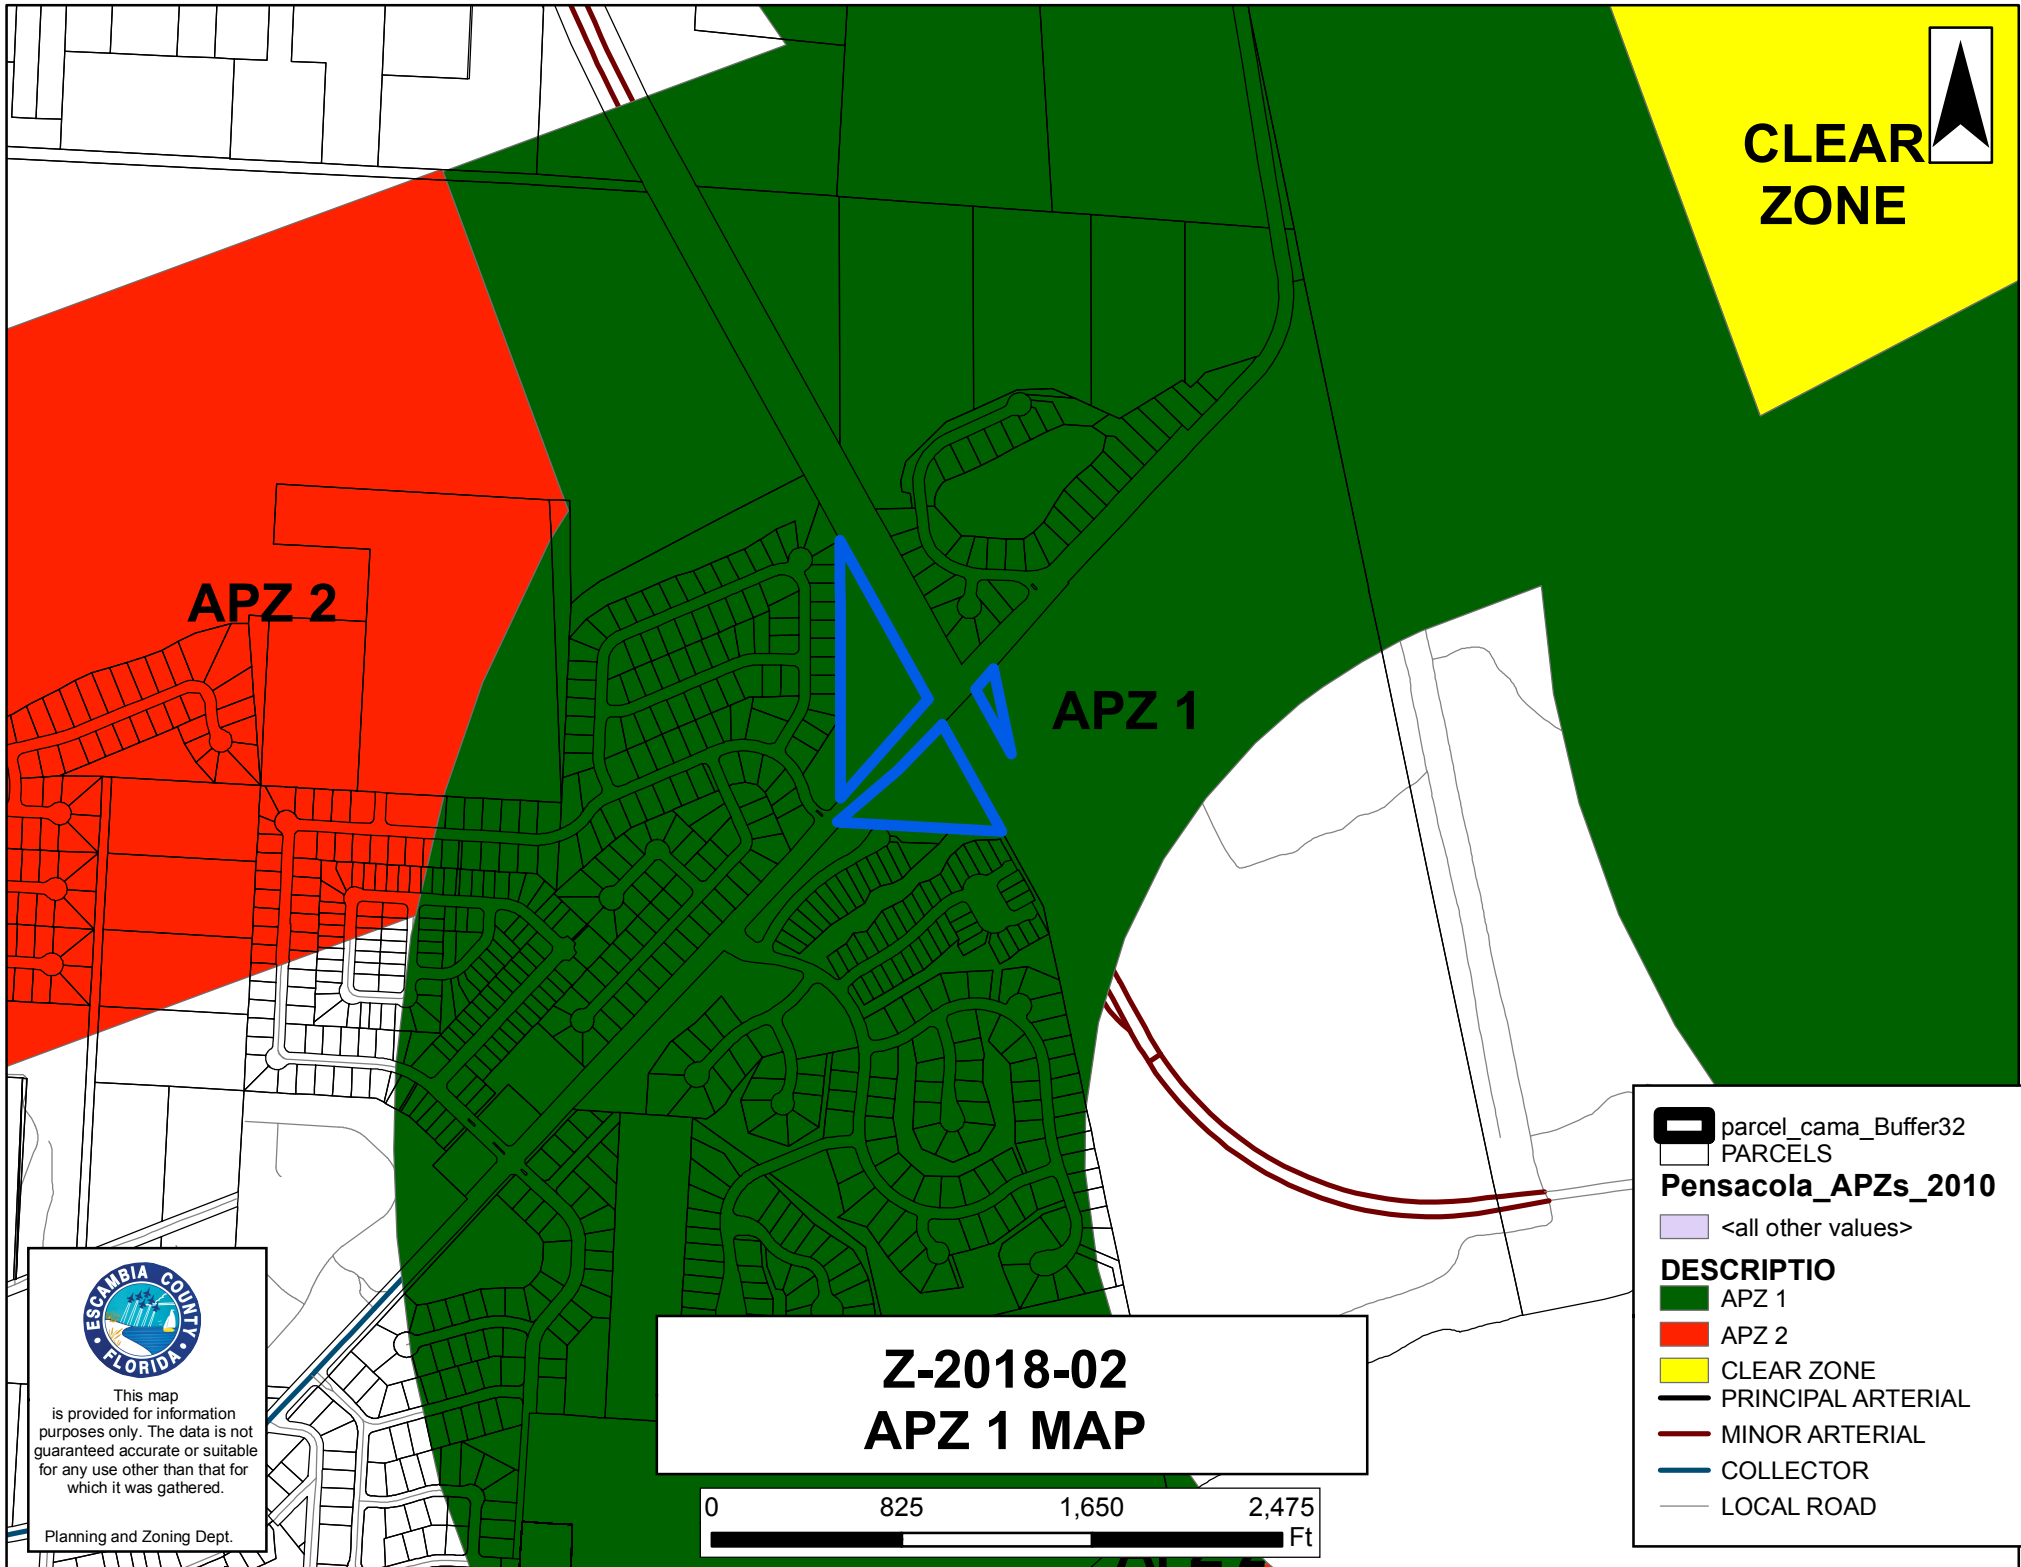 CLEAR
ZONE
APZ 2
APZ 1
parcel_cama_Buffer32
PARCELS
Pensacola_APZs_2010
<all other values>
DESCRIPTIO
APZ 1
APZ 2
CLEAR ZONE
PRINCIPAL ARTERIAL
MINOR ARTERIAL
COLLECTOR
LOCAL ROAD
ESCAMBIA COUNTY
FLORIDA
This map
is provided for information
purposes only. The data is not
guaranteed accurate or suitable
for any use other than that for
which it was gathered.
Planning and Zoning Dept.
Z-2018-02
APZ 1 MAP
0 825 1,650 2,475
Ft
APZ 2